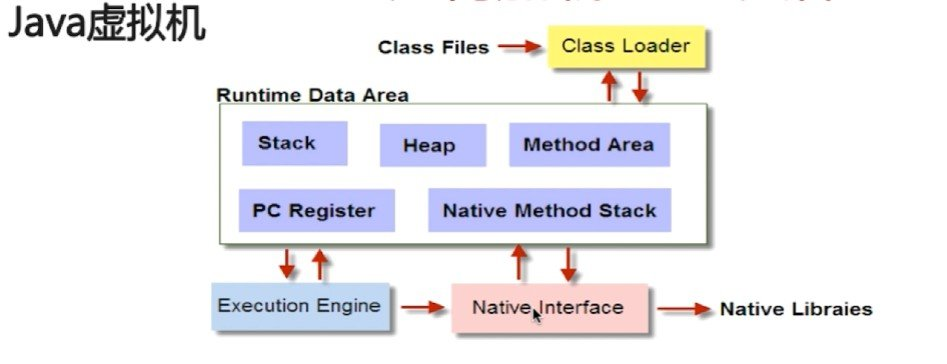 Java虚拟机
Class Files
Class Loader
Runtime Data Area
Stack
Heap
Method Area
PC Register
Native Method Stack
Execution Engine
Native Interface
Native Libraies